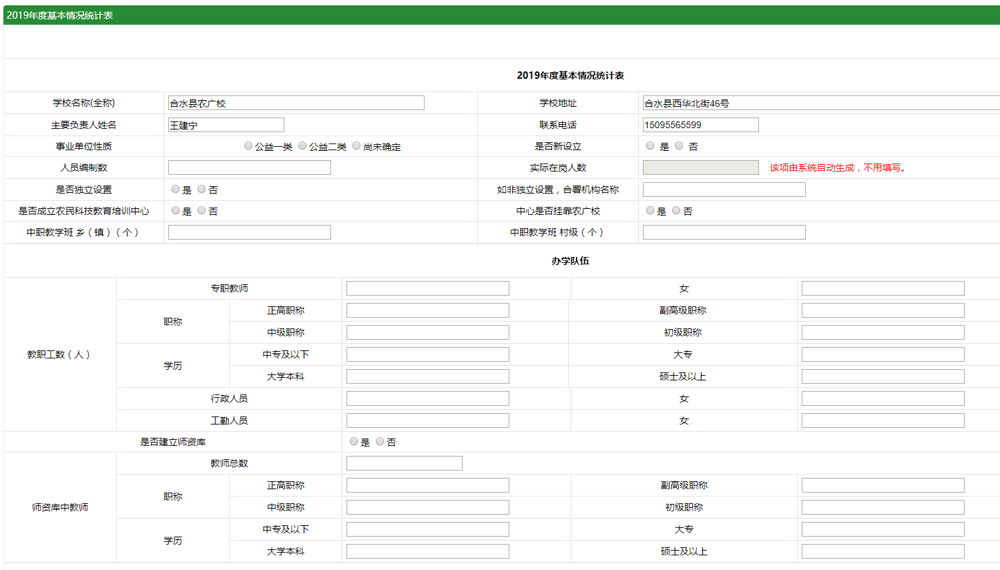 2019年度基本情况统计表
2019年度基本情况统计表
学校名称(全称) 合水县农广校 学校地址 合水县西华北街46号
主要负责人姓名 王建宁 联系电话 15095565599
事业单位性质 公益一类 公益二类 尚未确定 是否新设立 是 否
人员编制数 实际在岗人数 该项由系统自动生成，不用填写。
是否独立设置 是 否 如非独立设置，合署机构名称
是否成立农民科技教育培训中心 是 否 中心是否挂靠农广校 是 否
中职教学班 乡（镇）（个） 中职教学班 村级（个）
办学队伍
教职工数（人） 专职教师 女
职称 正高职称 副高级职称
中级职称 初级职称
学历 中专及以下 大专
大学本科 硕士及以上
行政人员 女
工勤人员 女
是否建立师资库 是 否
师资库中教师 教师总数
职称 正高职称 副高级职称
中级职称 初级职称
学历 中专及以下 大专
大学本科 硕士及以上